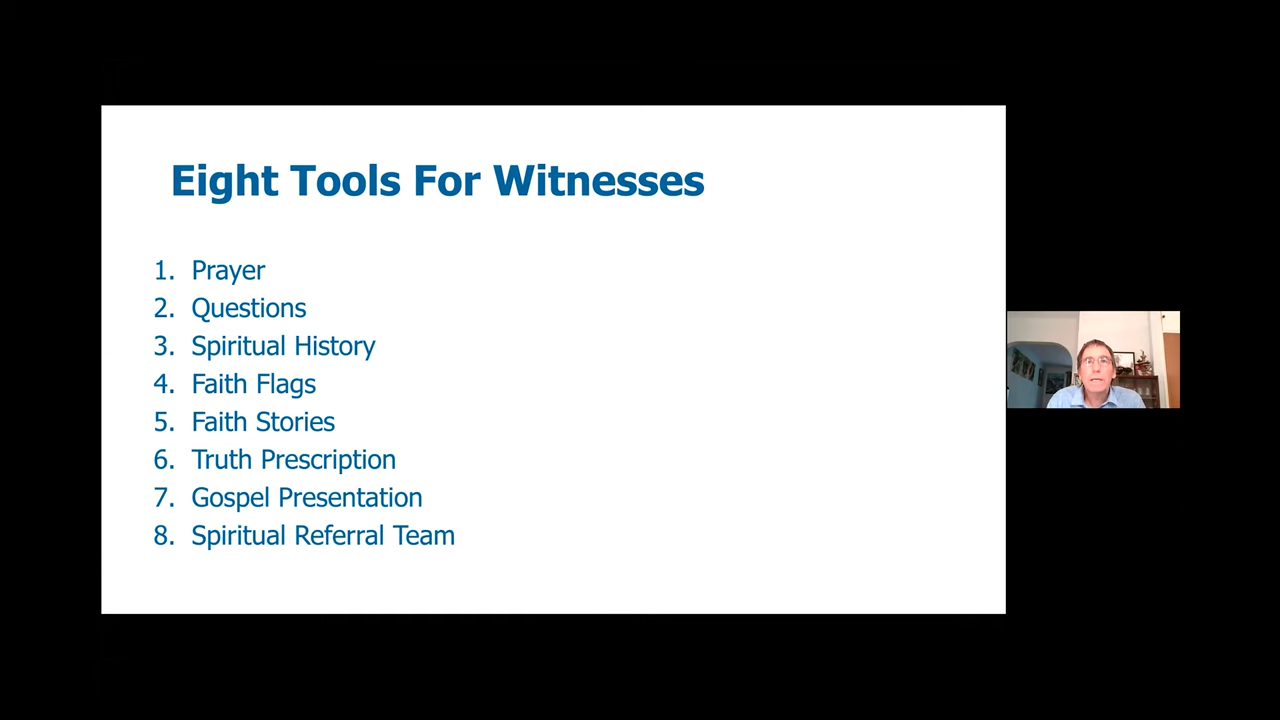 Eight Tools For Witnesses
1. Prayer
2. Questions
3. Spiritual History
4. Faith Flags
5. Faith Stories
6. Truth Prescription
7. Gospel Presentation
8. Spiritual Referral Team